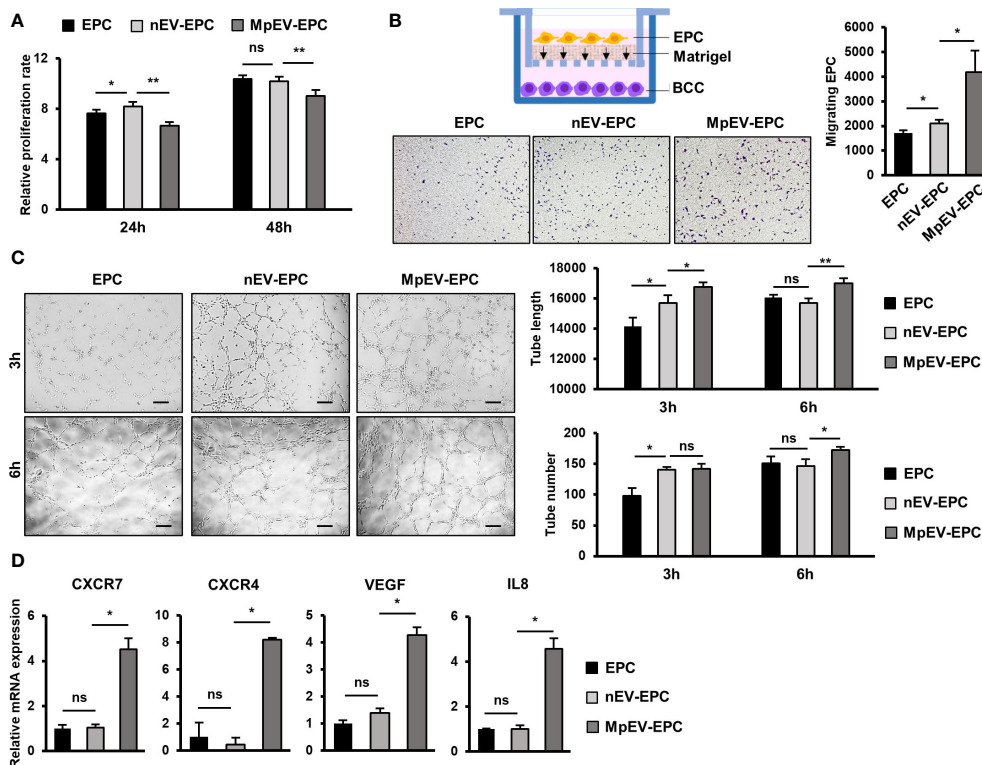 A
EPC
nEV-EPC
MpEV-EPC
Relative proliferation rate
12
8
4
0
*
**
ns
**
24h
48h
B
EPC
Matrigel
BCC
EPC
nEV-EPC
MpEV-EPC
Migrating EPC
6000
5000
4000
3000
2000
1000
0
*
*
EPC
nEV-EPC
MpEV-EPC
C
EPC
nEV-EPC
MpEV-EPC
3h
6h
Tube length
18000
16000
14000
12000
10000
*
*
ns
**
3h
6h
EPC
nEV-EPC
MpEV-EPC
Tube number
200
150
100
50
0
*
ns
ns
*
3h
6h
EPC
nEV-EPC
MpEV-EPC
D
Relative mRNA expression
CXCR7
6
4
2
0
ns
*
CXCR4
10
8
6
4
2
0
ns
*
VEGF
5
4
3
2
1
0
ns
*
IL8
6
4
2
0
ns
*
EPC
nEV-EPC
MpEV-EPC